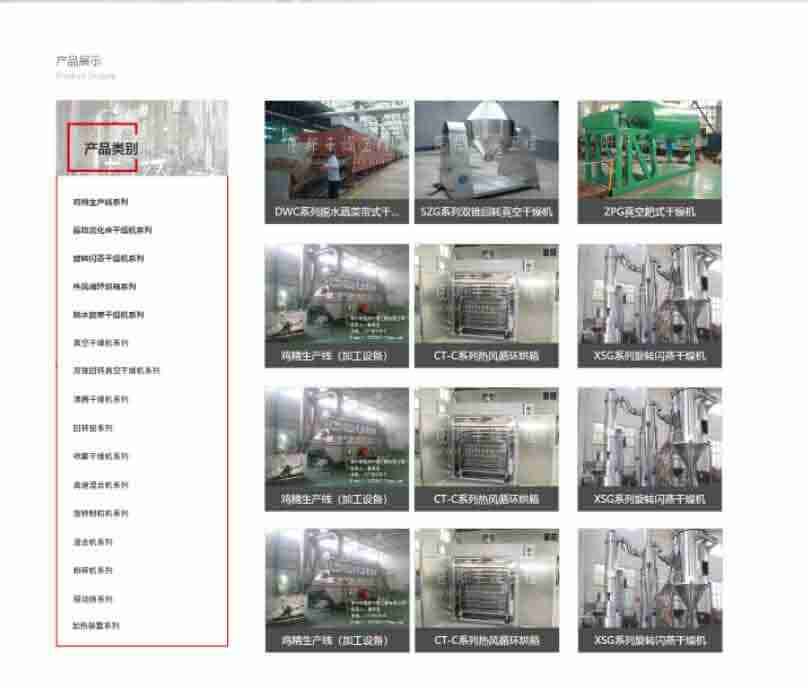 产品展示
Product Display
产品类别
鸡精生产线系列
振动流化床干燥机系列
旋转闪蒸干燥机系列
热风循环烘箱系列
脱水蔬菜干燥机系列
真空干燥机系列
双锥回转真空干燥机系列
沸腾干燥机系列
回转窑系列
喷雾干燥机系列
高速混合机系列
旋转制粒机系列
混合机系列
粉碎机系列
振动筛系列
加热装置系列
DWC系列脱水蔬菜带式干...
SZG系列双锥回转真空干燥机
ZPG真空耙式干燥机
鸡精生产线（加工设备）
CT-C系列热风循环烘箱
XSG系列旋转闪蒸干燥机
鸡精生产线（加工设备）
CT-C系列热风循环烘箱
XSG系列旋转闪蒸干燥机
鸡精生产线（加工设备）
CT-C系列热风循环烘箱
XSG系列旋转闪蒸干燥机